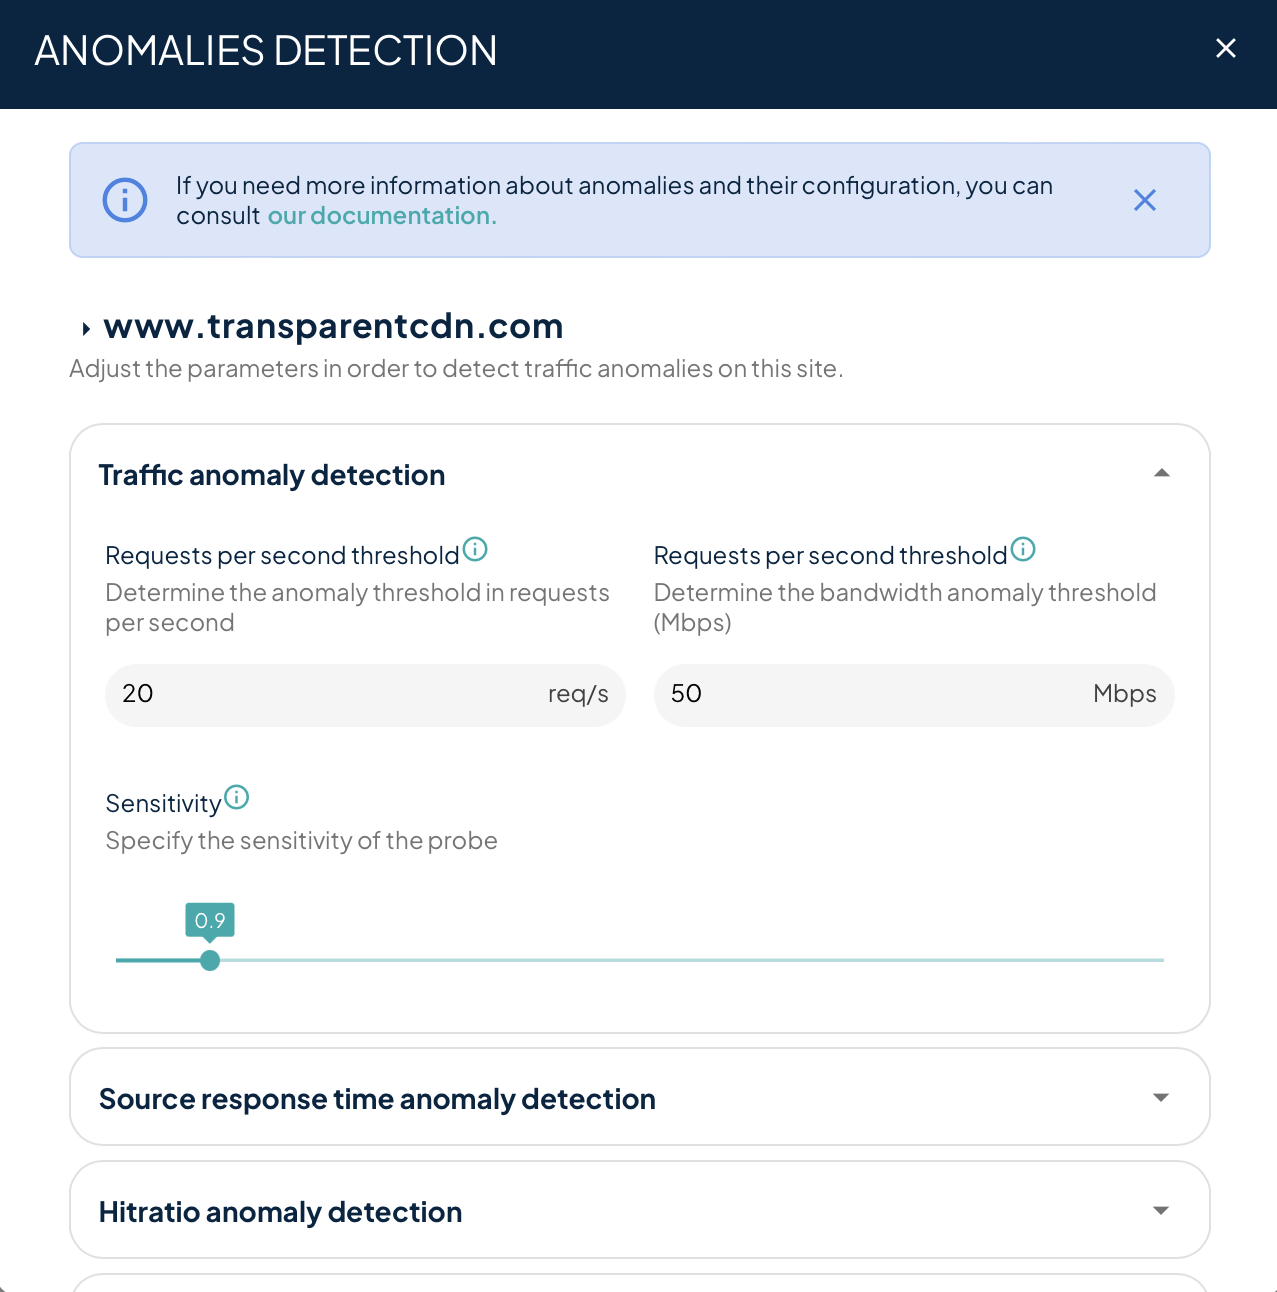 ANOMALIES DETECTION
If you need more information about anomalies and their configuration, you can
consult our documentation.
www.transparentcdn.com
Adjust the parameters in order to detect traffic anomalies on this site.
Traffic anomaly detection
Requests per second threshold
Determine the anomaly threshold in requests
per second
20 req/s
Requests per second threshold
Determine the bandwidth anomaly threshold
(Mbps)
50 Mbps
Sensitivity
Specify the sensitivity of the probe
0.9
Source response time anomaly detection
Hitratio anomaly detection